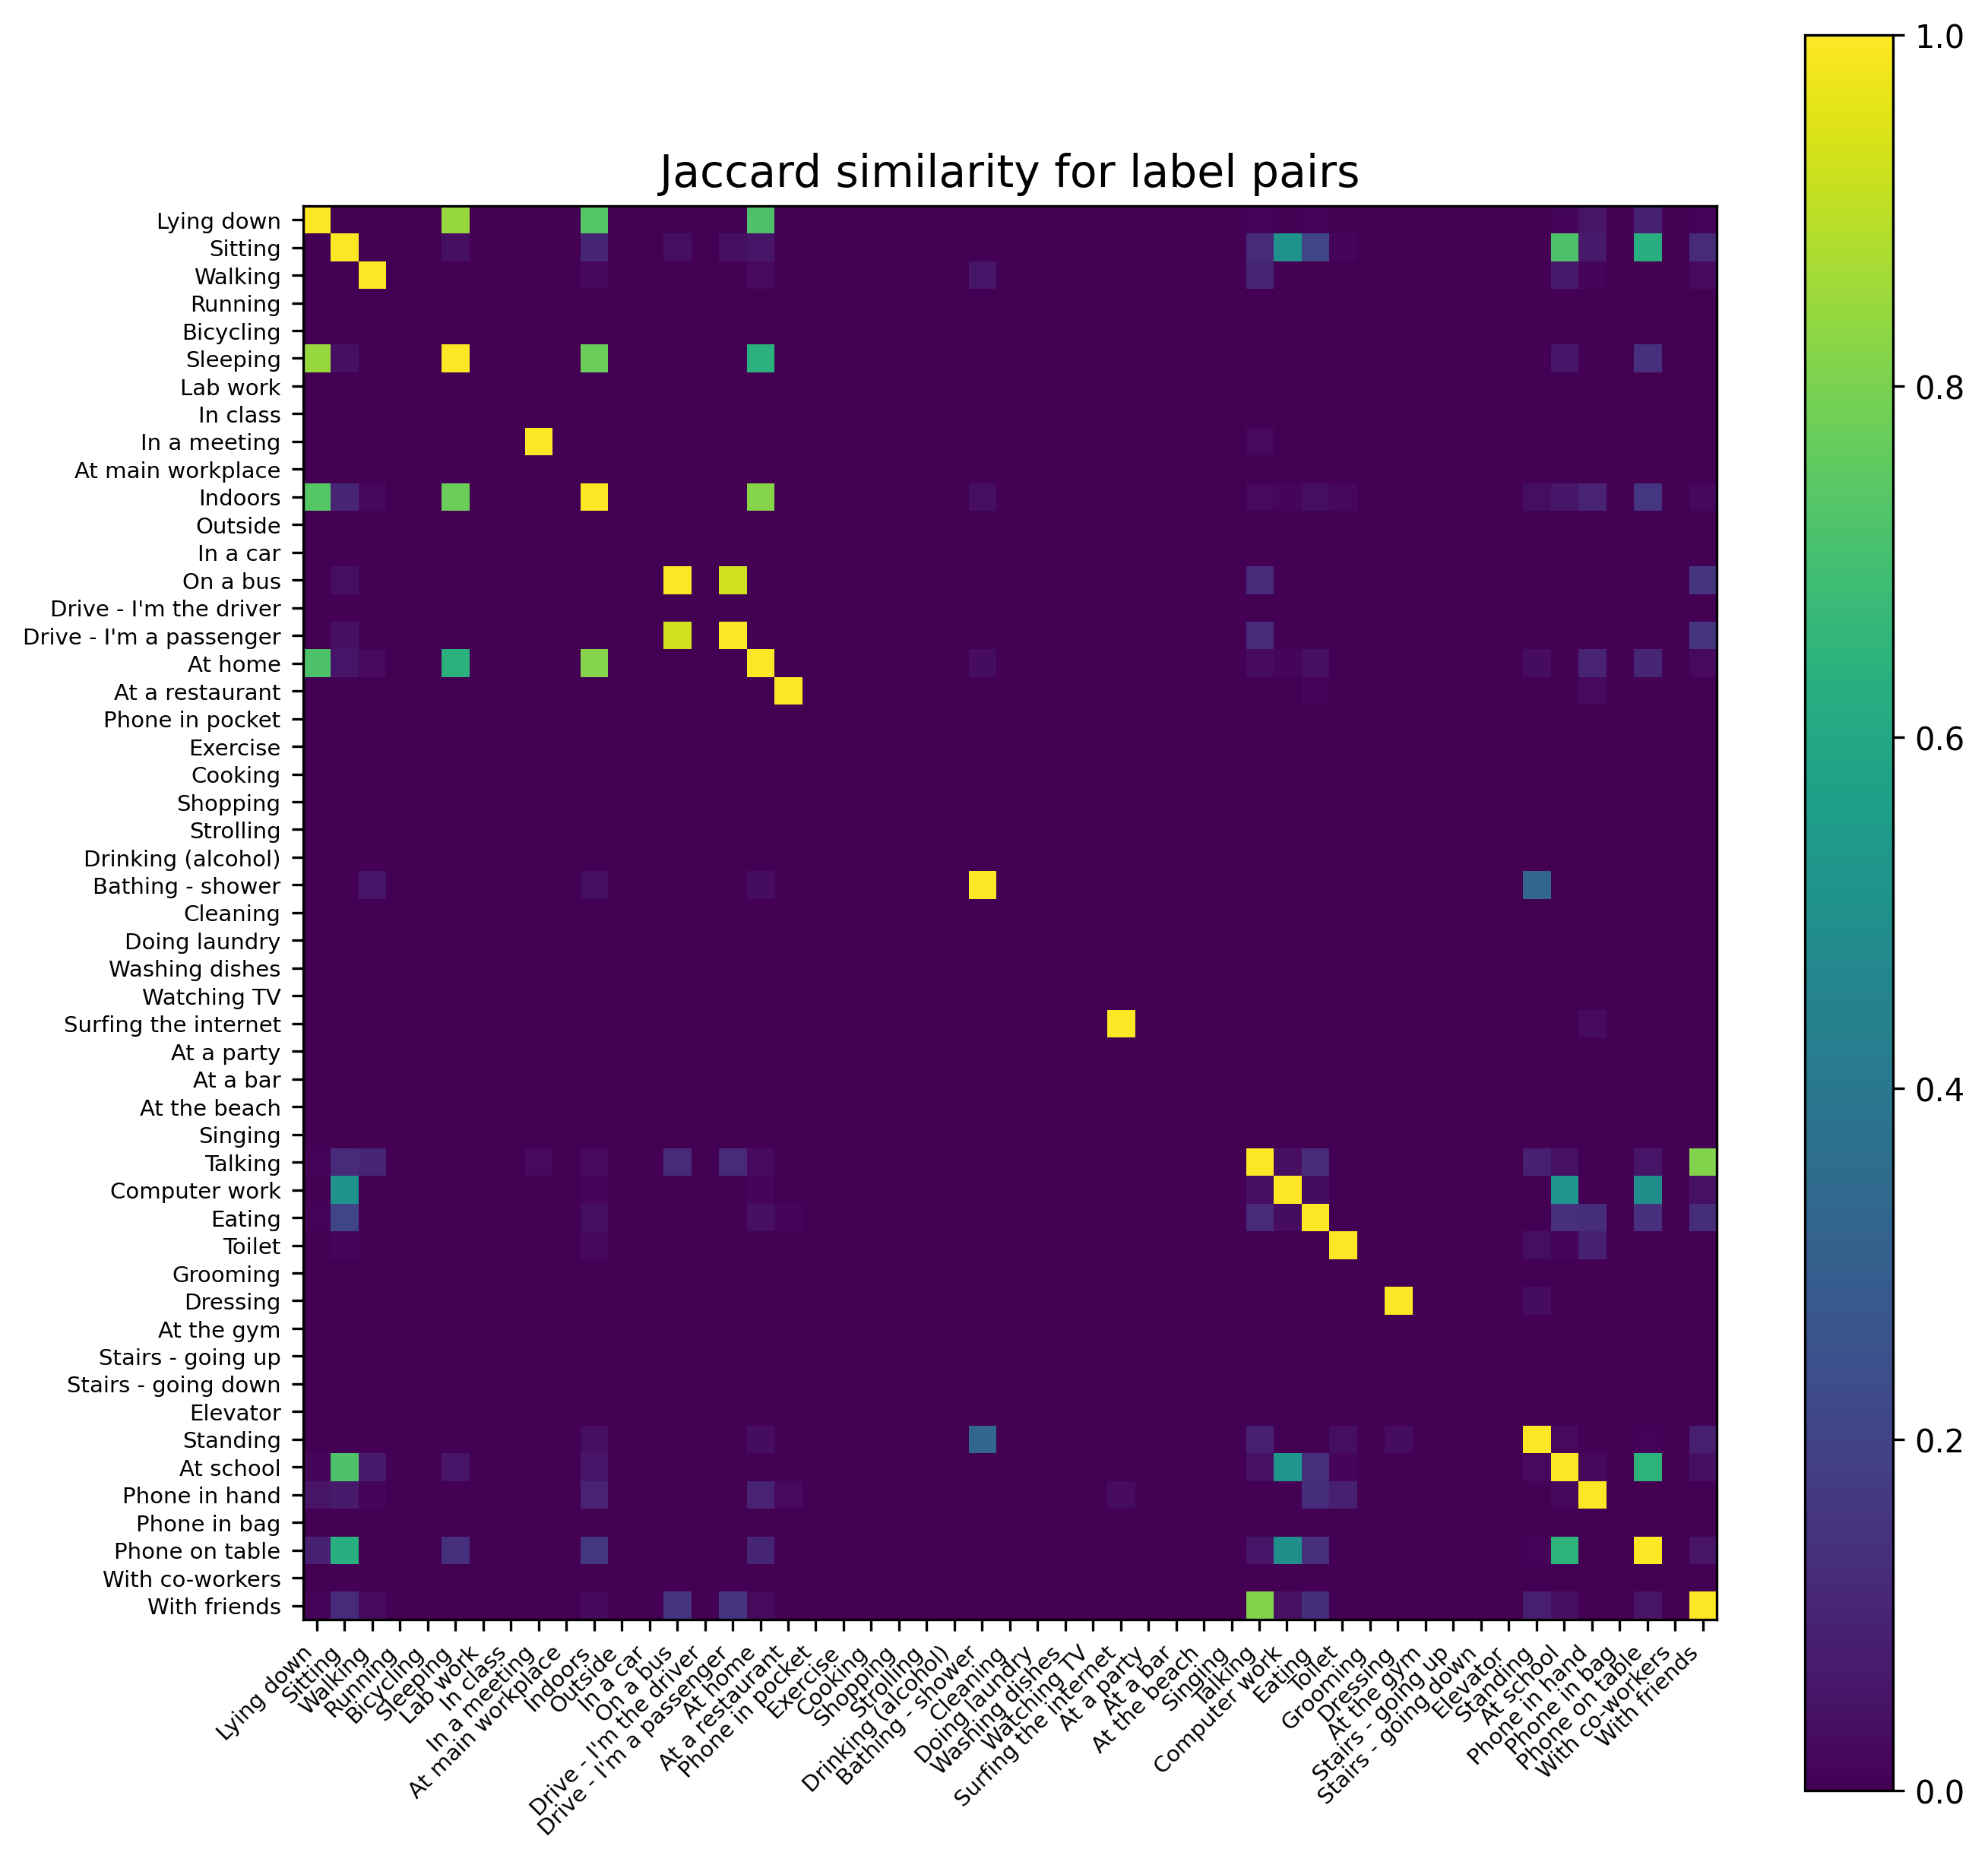 Jaccard similarity for label pairs
Lying down
Sitting
Walking
Running
Bicycling
Sleeping
Lab work
In class
In a meeting
At main workplace
Indoors
Outside
In a car
On a bus
Drive - I'm the driver
Drive - I'm a passenger
At home
At a restaurant
Phone in pocket
Exercise
Cooking
Shopping
Strolling
Drinking (alcohol)
Bathing - shower
Cleaning
Doing laundry
Washing dishes
Watching TV
Surfing the internet
At a party
At a bar
At the beach
Singing
Talking
Computer work
Eating
Toilet
Grooming
Dressing
At the gym
Stairs - going up
Stairs - going down
Elevator
Standing
At school
Phone in hand
Phone in bag
Phone on table
With co-workers
With friends
Lying down
Sitting
Walking
Running
Bicycling
Sleeping
Lab work
In class
In a meeting
At main workplace
Indoors
Outside
In a car
On a bus
Drive - I'm the driver
Drive - I'm a passenger
At home
At a restaurant
Phone in pocket
Exercise
Cooking
Shopping
Strolling
Drinking (alcohol)
Bathing - shower
Cleaning
Doing laundry
Washing dishes
Watching TV
Surfing the internet
At a party
At a bar
At the beach
Singing
Talking
Computer work
Eating
Toilet
Grooming
Dressing
At the gym
Stairs - going up
Stairs - going down
Elevator
Standing
At school
Phone in hand
Phone in bag
Phone on table
With co-workers
With friends
1.0
0.8
0.6
0.4
0.2
0.0